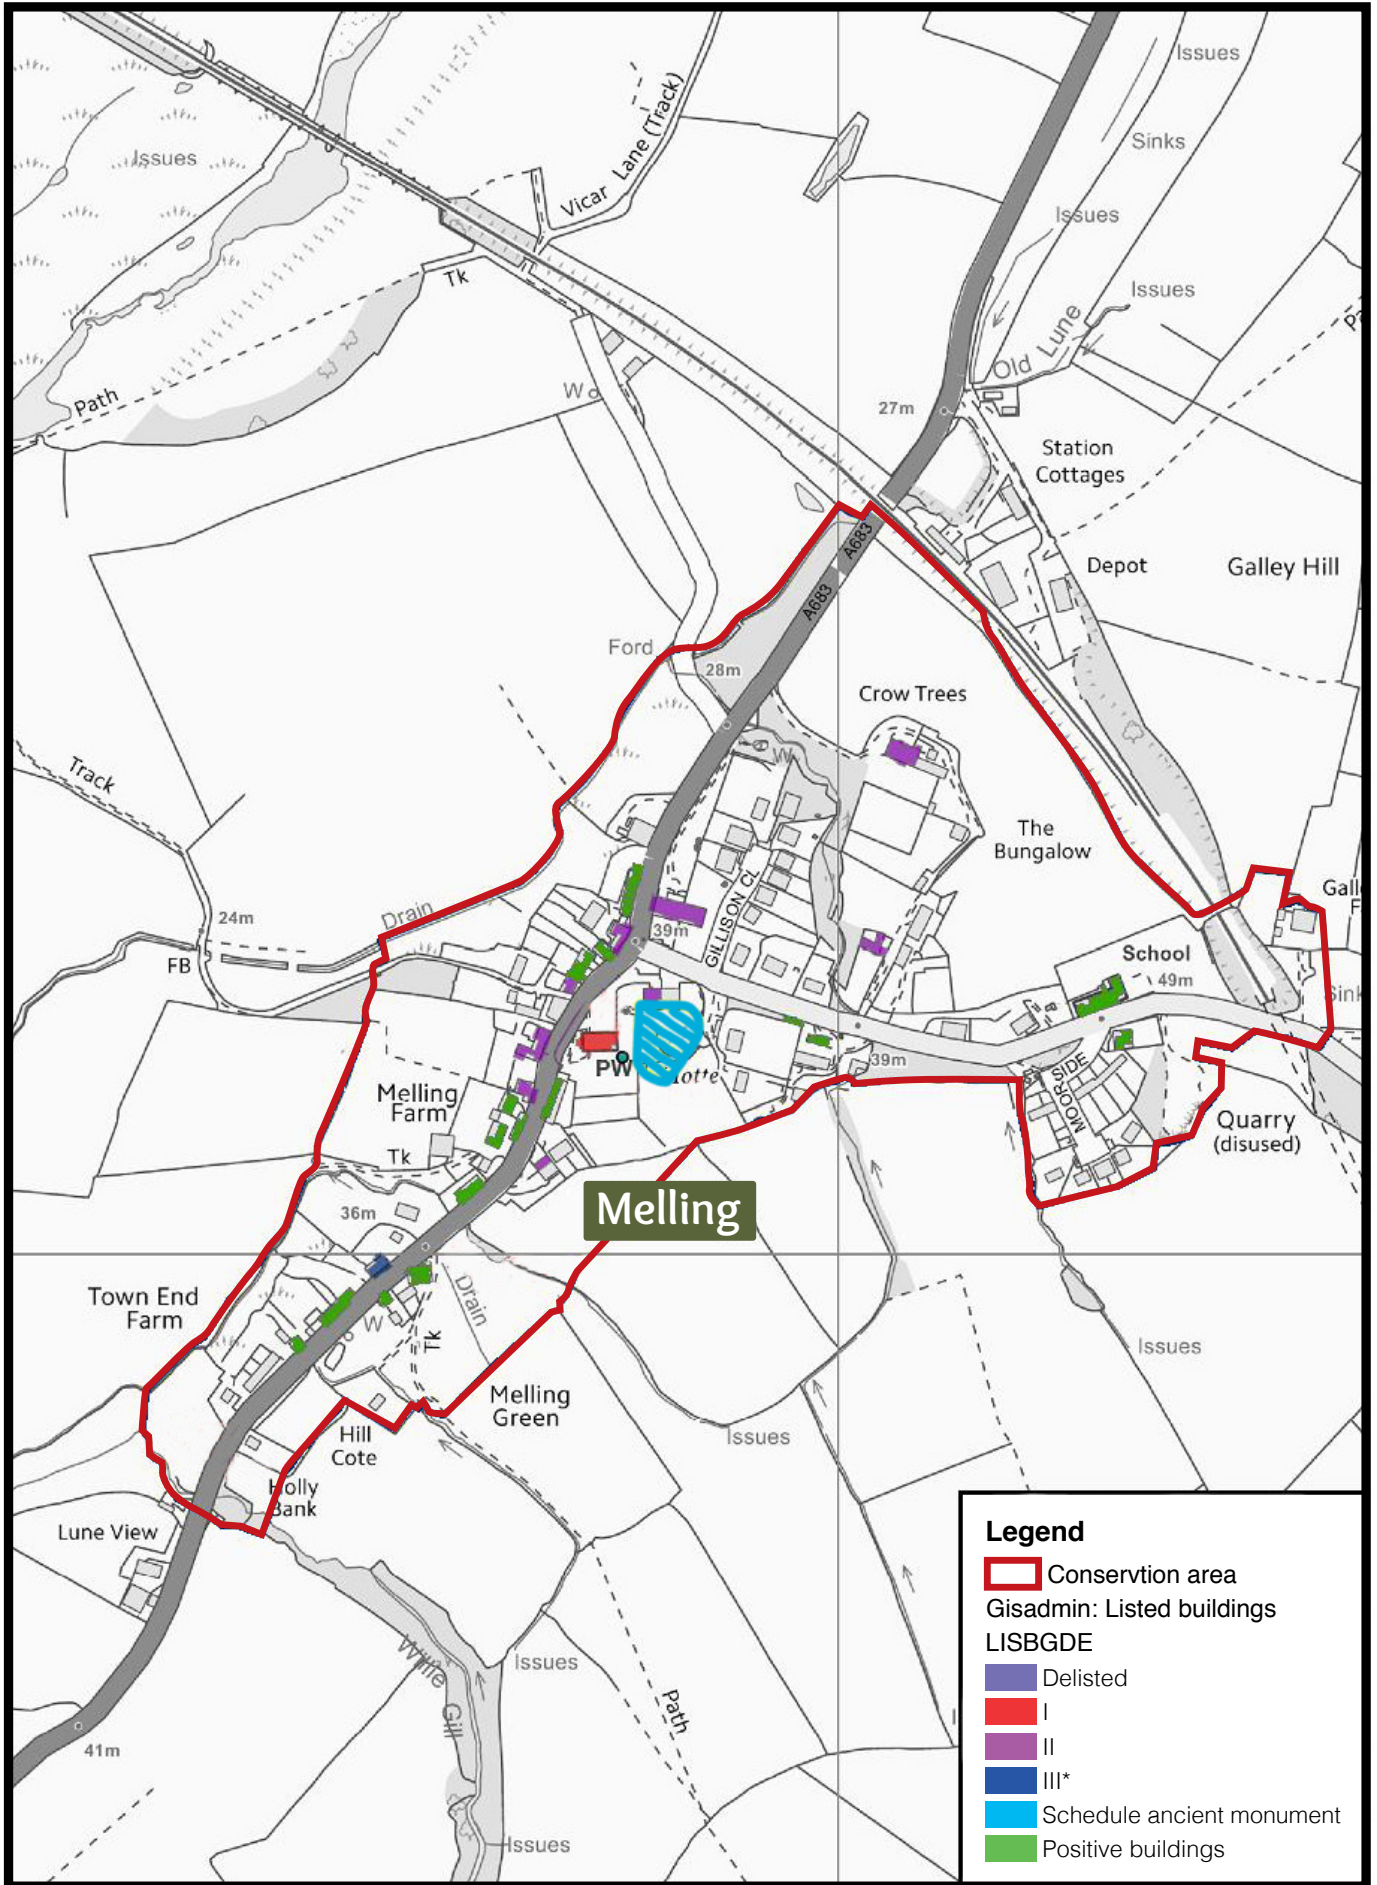 Issues
Sinks
Issues
Vicar Lane (Track)
Issues
Tk
Issues
Old Lune
Path
W
27m
Station
Cottages
A683
Depot
Galley Hill
A683
Ford
28m
Crow Trees
W
Track
The
Bungalow
GILLISON CL
Drain
24m
39m
FB
School
49m
PW
39m
MOOR SIDE
Melling
Farm
Quarry
(disused)
Tk
Melling
36m
Town End
Farm
Drain
W
Tk
Issues
Melling
Green
Hill
Cote
Issues
Holly
Bank
Lune View
Legend
Conservtion area
Gisadmin: Listed buildings
LISBGDE
Delisted
I
II
III*
Schedule ancient monument
Positive buildings
Issues
Path
Gill
41m
Issues